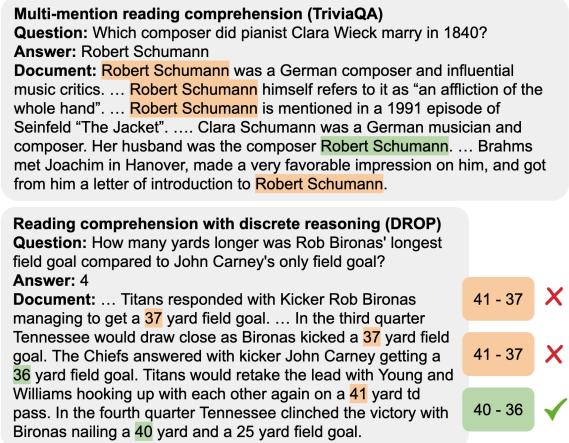 Multi-mention reading comprehension (TriviaQA)
Question: Which composer did pianist Clara Wieck marry in 1840?
Answer: Robert Schumann
Document: Robert Schumann was a German composer and influential
music critics. ... Robert Schumann himself refers to it as “an affliction of the
whole hand”. ... Robert Schumann is mentioned in a 1991 episode of
Seinfeld “The Jacket”. .... Clara Schumann was a German musician and
composer. Her husband was the composer Robert Schumann. ... Brahms
met Joachim in Hanover, made a very favorable impression on him, and got
from him a letter of introduction to Robert Schumann.
Reading comprehension with discrete reasoning (DROP)
Question: How many yards longer was Rob Bironas' longest
field goal compared to John Carney's only field goal?
Answer: 4
Document: ... Titans responded with Kicker Rob Bironas
managing to get a 37 yard field goal. ... In the third quarter
Tennessee would draw close as Bironas kicked a 37 yard field
goal. The Chiefs answered with kicker John Carney getting a
36 yard field goal. Titans would retake the lead with Young and
Williams hooking up with each other again on a 41 yard td
pass. In the fourth quarter Tennessee clinched the victory with
Bironas nailing a 40 yard and a 25 yard field goal.
41 - 37
41 - 37
40 - 36